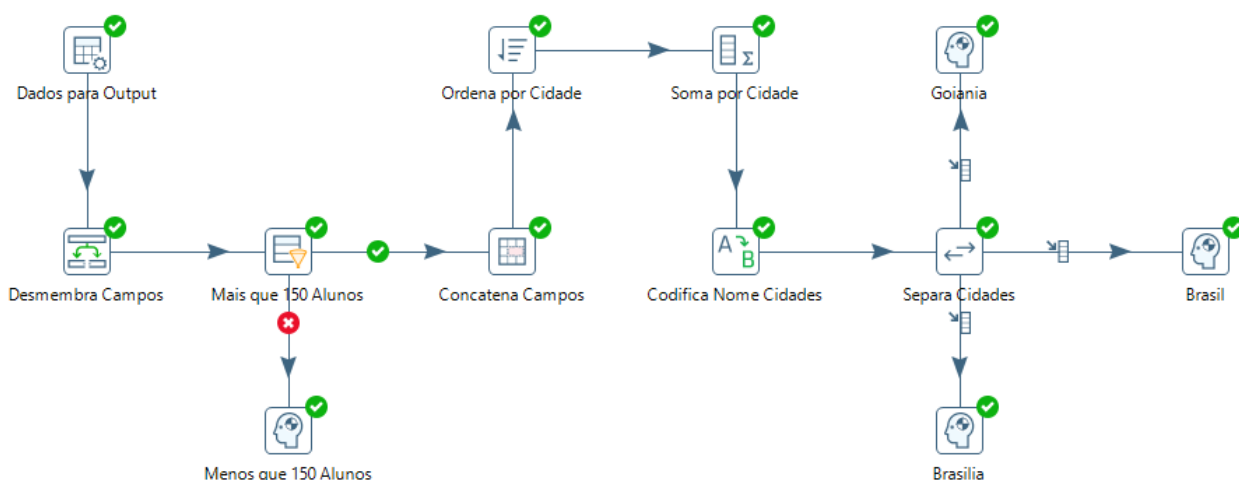 Dados para Output
Ordena por Cidade
Soma por Cidade
Goiania
Desmembra Campos
Mais que 150 Alunos
Concatena Campos
A
B
Codifica Nome Cidades
Separa Cidades
Brasil
Menos que 150 Alunos
Brasilia